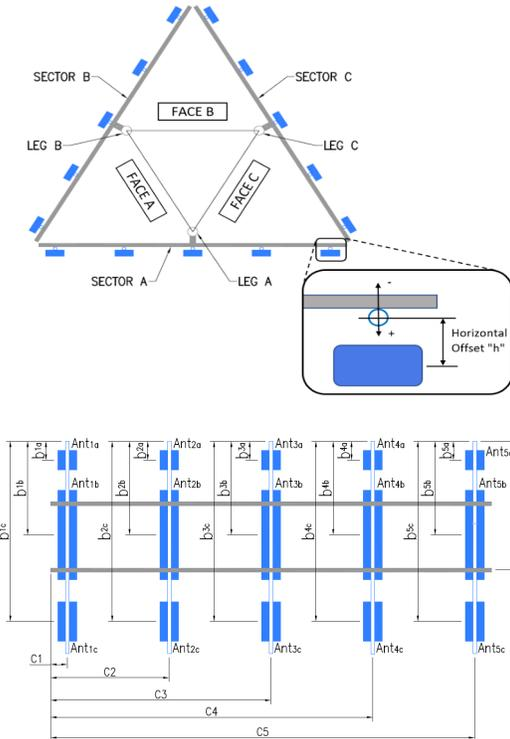 SECTOR B
SECTOR C
FACE B
LEG B
LEG C
FACE A
FACE C
SECTOR A
LEG A
-
+
Horizontal
Offset "h"
b1a
b1b
b1c
Ant1a
Ant1b
Ant1c
b2a
b2b
b2c
Ant2a
Ant2b
Ant2c
b3a
b3b
b3c
Ant3a
Ant3b
Ant3c
b4a
b4b
b4c
Ant4a
Ant4b
Ant4c
b5a
b5b
b5c
Ant5b
Ant5c
C1
C2
C3
C4
C5